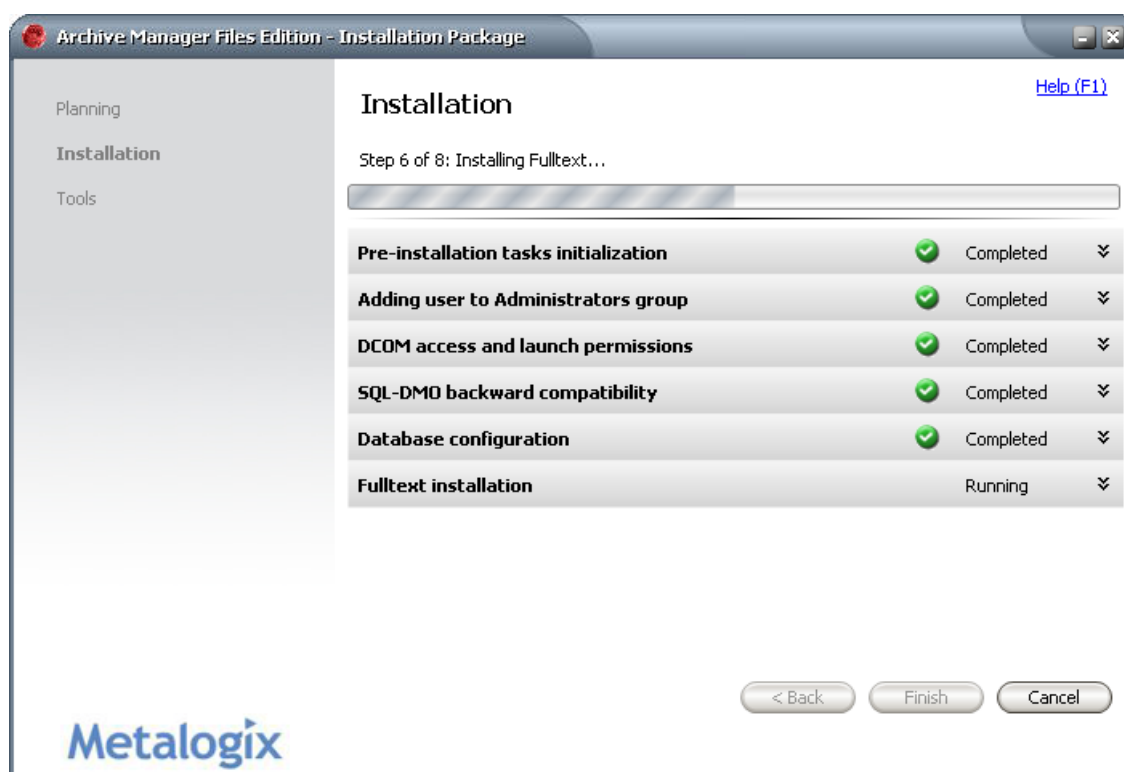 Archive Manager Files Edition - Installation Package
Planning
Installation
Tools
Help (F1)
Installation
Step 6 of 8: Installing Fulltext...
Pre-installation tasks initialization Completed
Adding user to Administrators group Completed
DCOM access and launch permissions Completed
SQL-DMO backward compatibility Completed
Database configuration Completed
Fulltext installation Running
< Back Finish Cancel
Metalogix